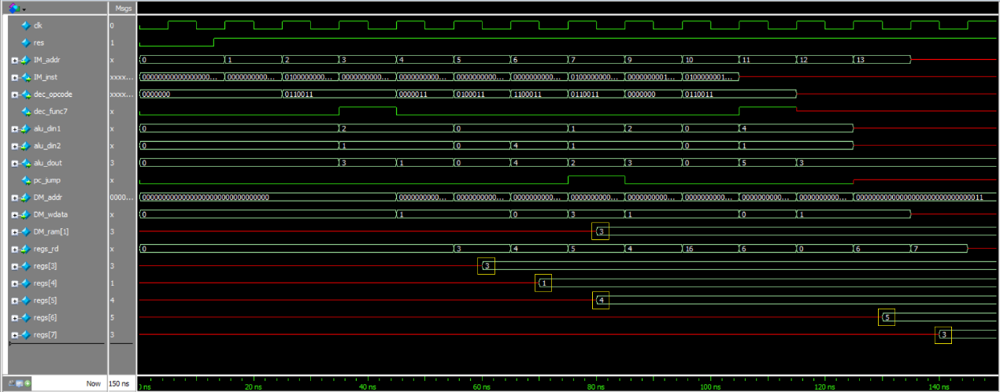 Msgs
clk 0
res 1
IM_addr x 0 1 2 3 4 5 6 7 9 10 11 12 13
IM_inst xxxx... 0000000000000000... 0000000000... 0100000000... 0000000000... 0000000000... 0000000000... 0000000000... 0100000000... 0000000001... 0100000001...
dec_opcode xxxx... 0000000 0110011 0000011 0100011 1100011 0110011 0000000 0110011
dec_func7 x
alu_din1 x 0 2 0 1 2 0 4
alu_din2 x 0 1 0 4 1 0 1
alu_dout 3 0 3 1 0 4 2 3 0 5 3
pc_jump x
DM_addr 0000... 00000000000000000000000000000000 0000000000... 0000000000... 0000000000... 0000000000... 0000000000... 0000000000... 0000000000... 0000000000... 00000000000000000000000000000011
DM_wdata x 0 1 0 3 1 0 1
DM_ram[1] 3 3
regs_rd x 0 3 4 5 4 16 6 0 6 7
regs[3] 3 3
regs[4] 1 1
regs[5] 4 4
regs[6] 5 5
regs[7] 3 3
Now 150 ns ns 20 ns 40 ns 60 ns 80 ns 100 ns 120 ns 140 ns